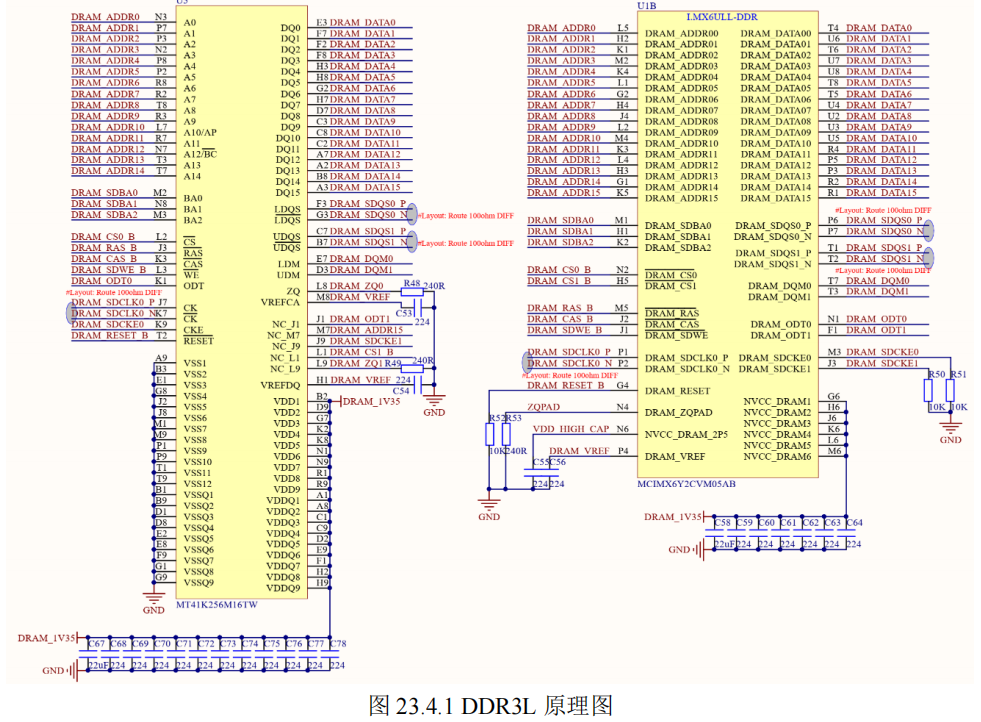 U3
DRAM_ADDR0 N3 A0
DRAM_ADDR1 P7 A1
DRAM_ADDR2 P3 A2
DRAM_ADDR3 N2 A3
DRAM_ADDR4 P8 A4
DRAM_ADDR5 P2 A5
DRAM_ADDR6 R8 A6
DRAM_ADDR7 R2 A7
DRAM_ADDR8 T8 A8
DRAM_ADDR9 R3 A9
DRAM_ADDR10 L7 A10/AP
DRAM_ADDR11 R7 A11
DRAM_ADDR12 N7 A12/BC
DRAM_ADDR13 T3 A13
DRAM_ADDR14 T7 A14
DRAM_SDBA0 M2 BA0
DRAM_SDBA1 N8 BA1
DRAM_SDBA2 M3 BA2
DRAM_CS0_B L2 CS
DRAM_RAS_B J3 RAS
DRAM_CAS_B K3 CAS
DRAM_SDWE_B L3 WE
DRAM_ODT0 K1 ODT
#Layout: Route 100ohm DIFF
DRAM_SDCLK0_P J7 CK
DRAM_SDCLK0_N K7 CK
DRAM_SDCKE0 K9 CKE
DRAM_RESET_B T2 RESET
A9 VSS1
B3 VSS2
E1 VSS3
G8 VSS4
J2 VSS5
J8 VSS6
M1 VSS7
M9 VSS8
P1 VSS9
P9 VSS10
T1 VSS11
T9 VSS12
B1 VSSQ1
B9 VSSQ2
D1 VSSQ3
D8 VSSQ4
E2 VSSQ5
E8 VSSQ6
F9 VSSQ7
G1 VSSQ8
G9 VSSQ9
GND
DQ0 E3 DRAM_DATA0
DQ1 F7 DRAM_DATA1
DQ2 F2 DRAM_DATA2
DQ3 F8 DRAM_DATA3
DQ4 H3 DRAM_DATA4
DQ5 H8 DRAM_DATA5
DQ6 G2 DRAM_DATA6
DQ7 H7 DRAM_DATA7
DQ8 D7 DRAM_DATA8
DQ9 C3 DRAM_DATA9
DQ10 C8 DRAM_DATA10
DQ11 C2 DRAM_DATA11
DQ12 A7 DRAM_DATA12
DQ13 A2 DRAM_DATA13
DQ14 B8 DRAM_DATA14
DQ15 A3 DRAM_DATA15
LDQS F3 DRAM_SDQS0_P
LDQS G3 DRAM_SDQS0_N #Layout: Route 100ohm DIFF
UDQS C7 DRAM_SDQS1_P
UDQS B7 DRAM_SDQS1_N #Layout: Route 100ohm DIFF
LDM E7 DRAM_DQM0
UDM D3 DRAM_DQM1
ZQ L8 DRAM_ZQ0 R48 240R
VREFCA M8 DRAM_VREF
C53 224
NC_J1 J1 DRAM_ODT1
NC_M7 M7 DRAM_ADDR15
NC_J9 J9 DRAM_SDCKE1
NC_L1 L1 DRAM_CS1_B
NC_L9 L9 DRAM_ZQ1 R49 240R
VREFDQ H1 DRAM_VREF 224
C54
GND
VDD1 B2 DRAM_1V35
VDD2 D9
VDD3 G7
VDD4 K2
VDD5 K8
VDD6 N1
VDD7 N9
VDD8 R1
VDD9 R9
VDDQ1 A1
VDDQ2 A8
VDDQ3 C1
VDDQ4 C9
VDDQ5 D2
VDDQ6 E9
VDDQ7 F1
VDDQ8 H2
VDDQ9 H9
MT41K256M16TW
DRAM_1V35
C67 C68 C69 C70 C71 C72 C73 C74 C75 C76 C77 C78
GND 22uF 224 224 224 224 224 224 224 224 224 224 224
U1B
I.MX6ULL-DDR
DRAM_ADDR0 L5 DRAM_ADDR00
DRAM_ADDR1 H2 DRAM_ADDR01
DRAM_ADDR2 K1 DRAM_ADDR02
DRAM_ADDR3 M2 DRAM_ADDR03
DRAM_ADDR4 K4 DRAM_ADDR04
DRAM_ADDR5 L1 DRAM_ADDR05
DRAM_ADDR6 G2 DRAM_ADDR06
DRAM_ADDR7 H4 DRAM_ADDR07
DRAM_ADDR8 J4 DRAM_ADDR08
DRAM_ADDR9 L2 DRAM_ADDR09
DRAM_ADDR10 M4 DRAM_ADDR10
DRAM_ADDR11 K3 DRAM_ADDR11
DRAM_ADDR12 L4 DRAM_ADDR12
DRAM_ADDR13 H3 DRAM_ADDR13
DRAM_ADDR14 G1 DRAM_ADDR14
DRAM_ADDR15 K5 DRAM_ADDR15
DRAM_SDBA0 M1 DRAM_SDBA0
DRAM_SDBA1 H1 DRAM_SDBA1
DRAM_SDBA2 K2 DRAM_SDBA2
DRAM_CS0_B N2 DRAM_CS0
DRAM_CS1_B H5 DRAM_CS1
DRAM_RAS_B M5 DRAM_RAS
DRAM_CAS_B J2 DRAM_CAS
DRAM_SDWE_B J1 DRAM_SDWE
DRAM_SDCLK0_P P1 DRAM_SDCLK0_P
DRAM_SDCLK0_N P2 DRAM_SDCLK0_N
#Layout: Route 100ohm DIFF
DRAM_RESET_B G4 DRAM_RESET
ZQPAD N4 DRAM_ZQPAD
R52 R53
VDD_HIGH_CAP N6 NVCC_DRAM_2P5
10K 240R
DRAM_VREF P4 DRAM_VREF
C55 C56
224 224
GND
DRAM_DATA00 T4 DRAM_DATA0
DRAM_DATA01 U6 DRAM_DATA1
DRAM_DATA02 T6 DRAM_DATA2
DRAM_DATA03 U7 DRAM_DATA3
DRAM_DATA04 U8 DRAM_DATA4
DRAM_DATA05 T8 DRAM_DATA5
DRAM_DATA06 T5 DRAM_DATA6
DRAM_DATA07 U4 DRAM_DATA7
DRAM_DATA08 U2 DRAM_DATA8
DRAM_DATA09 U3 DRAM_DATA9
DRAM_DATA10 U5 DRAM_DATA10
DRAM_DATA11 R4 DRAM_DATA11
DRAM_DATA12 P5 DRAM_DATA12
DRAM_DATA13 P3 DRAM_DATA13
DRAM_DATA14 R2 DRAM_DATA14
DRAM_DATA15 R1 DRAM_DATA15
#Layout: Route 100ohm DIFF
DRAM_SDQS0_P P6 DRAM_SDQS0_P
DRAM_SDQS0_N P7 DRAM_SDQS0_N
DRAM_SDQS1_P T1 DRAM_SDQS1_P
DRAM_SDQS1_N T2 DRAM_SDQS1_N
#Layout: Route 100ohm DIFF
DRAM_DQM0 T7 DRAM_DQM0
DRAM_DQM1 T3 DRAM_DQM1
DRAM_ODT0 N1 DRAM_ODT0
DRAM_ODT1 F1 DRAM_ODT1
DRAM_SDCKE0 M3 DRAM_SDCKE0
DRAM_SDCKE1 J3 DRAM_SDCKE1
R50 R51
10K 10K
GND
NVCC_DRAM1 G6
NVCC_DRAM2 H6
NVCC_DRAM3 J6
NVCC_DRAM4 K6
NVCC_DRAM5 L6
NVCC_DRAM6 M6
MCIMX6Y2CVM05AB
DRAM_1V35
C58 C59 C60 C61 C62 C63 C64
GND 22uF 224 224 224 224 224 224
图 23.4.1 DDR3L 原理图